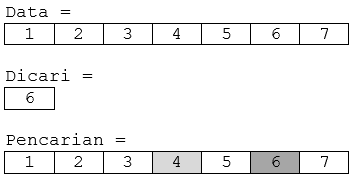 Data =
1 2 3 4 5 6 7
Dicari =
6
Pencarian =
1 2 3 4 5 6 7